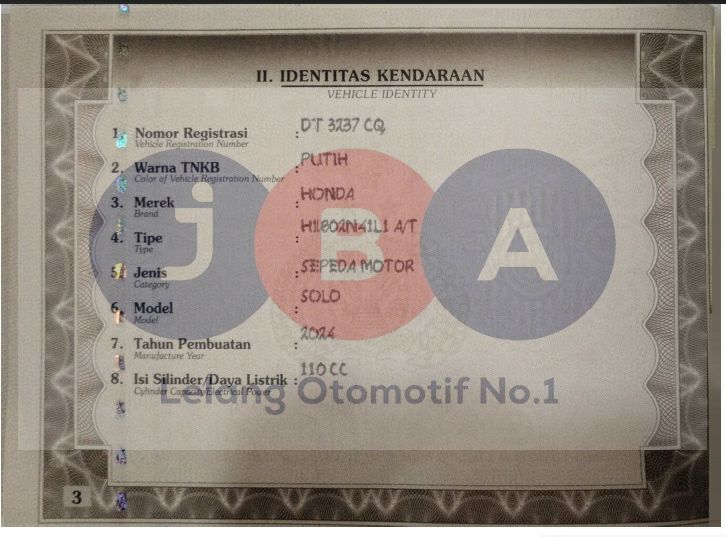 II. IDENTITAS KENDARAAN
VEHICLE IDENTITY
1. Nomor Registrasi : DT 3237 CQ
Vehicle Registration Number
2. Warna TNKB : PUTIH
Color of Vehicle Registration Number
3. Merek : HONDA
Brand
4. Tipe : H1B02N41L1 A/T
Type
5. Jenis : SEPEDA MOTOR
Category
6. Model : SOLO
Model
7. Tahun Pembuatan : 2024
Manufacture Year
8. Isi Silinder/Daya Listrik : 110 CC
Cylinder Capacity/Electrical Power
JBA
Lelang Otomotif No.1
3